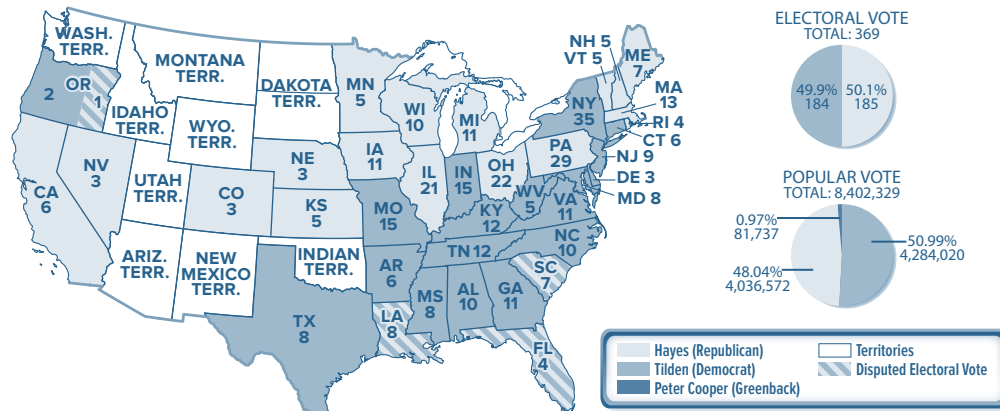 WASH.
TERR.
OR
2
1
MONTANA
TERR.
IDAHO
TERR.
WYO.
TERR.
DAKOTA
TERR.
MN
5
WI
10
MI
11
NH 5
VT 5
ME
7
MA
13
RI 4
CT 6
NY
35
PA
29
NJ 9
DE 3
MD 8
CA
6
NV
3
UTAH
TERR.
CO
3
NE
3
KS
5
IA
11
IL
21
IN
15
OH
22
WV
5
VA
11
MO
15
KY
12
NC
10
ARIZ.
TERR.
NEW
MEXICO
TERR.
INDIAN
TERR.
AR
6
TN 12
SC
7
TX
8
LA
8
MS
8
AL
10
GA
11
FL
4
ELECTORAL VOTE
TOTAL: 369
49.9%
184
50.1%
185
POPULAR VOTE
TOTAL: 8,402,329
0.97%
81,737
50.99%
4,284,020
48.04%
4,036,572
Hayes (Republican)
Tilden (Democrat)
Peter Cooper (Greenback)
Territories
Disputed Electoral Vote